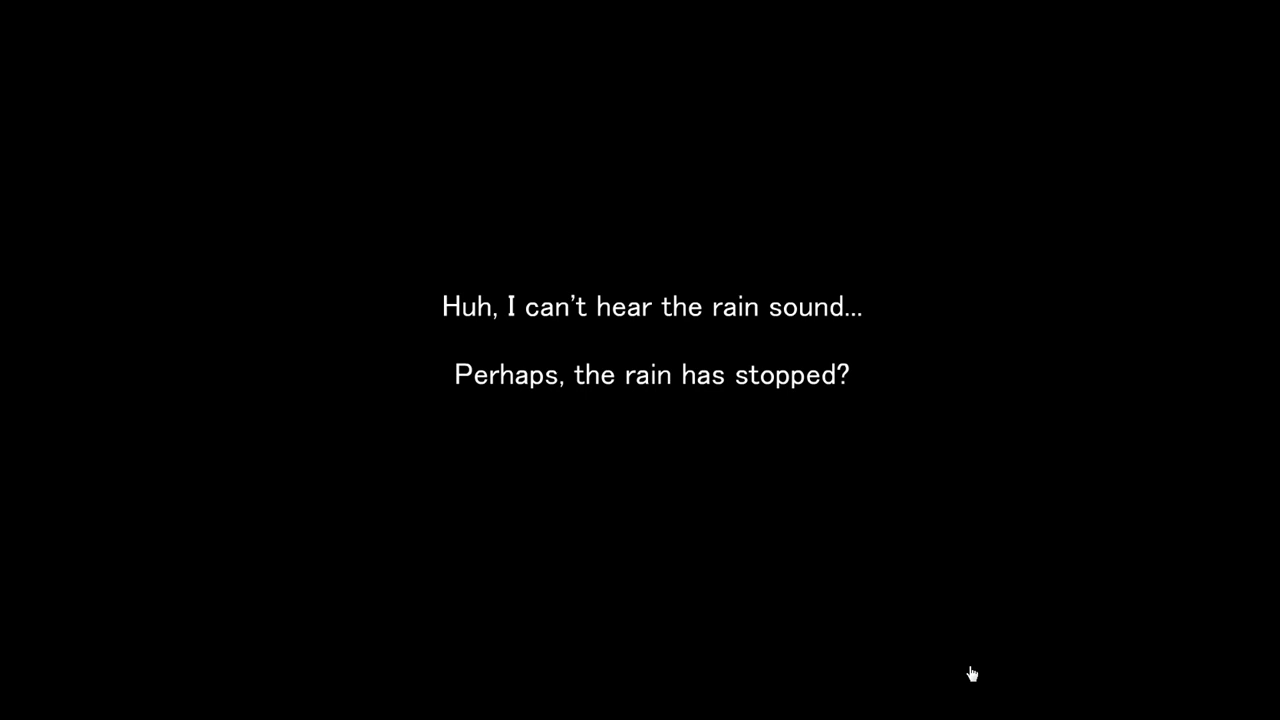 Huh, I can't hear the rain sound...
Perhaps, the rain has stopped?